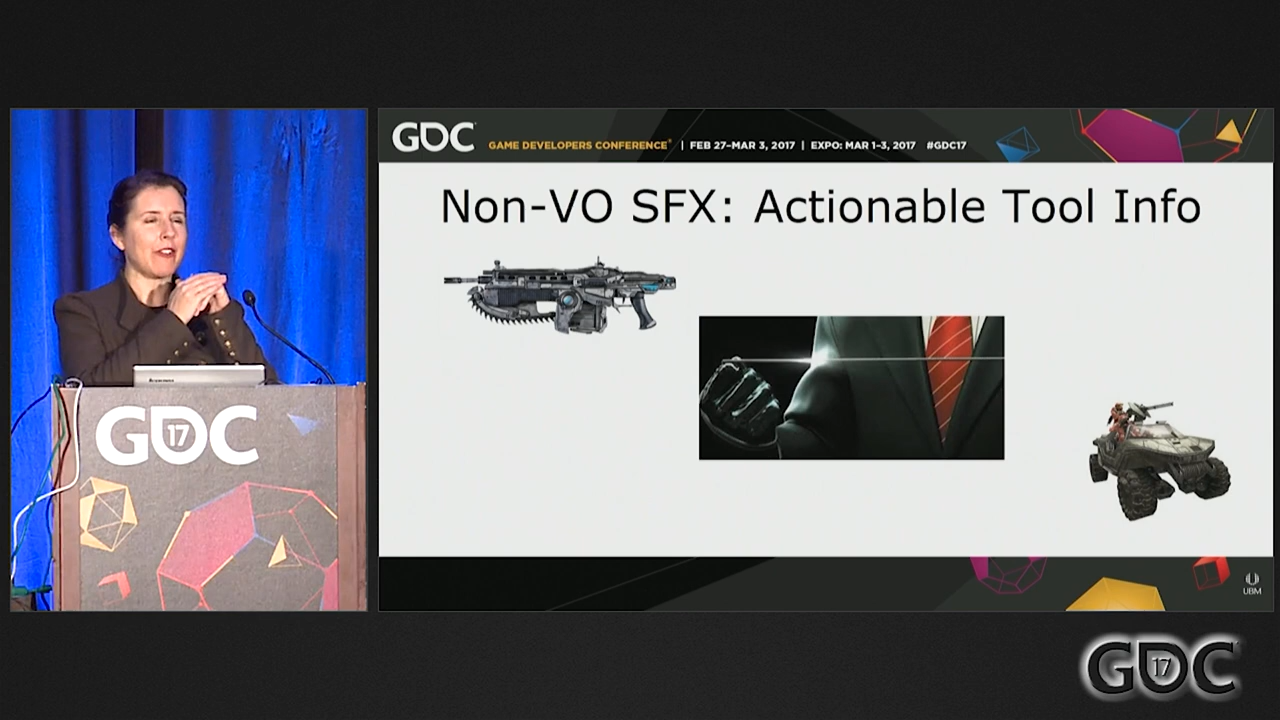 GDC
GAME DEVELOPERS CONFERENCE® | FEB 27–MAR 3, 2017 | EXPO: MAR 1–3, 2017 #GDC17
Non-VO SFX: Actionable Tool Info
GDC
17
UBM
GDC
17